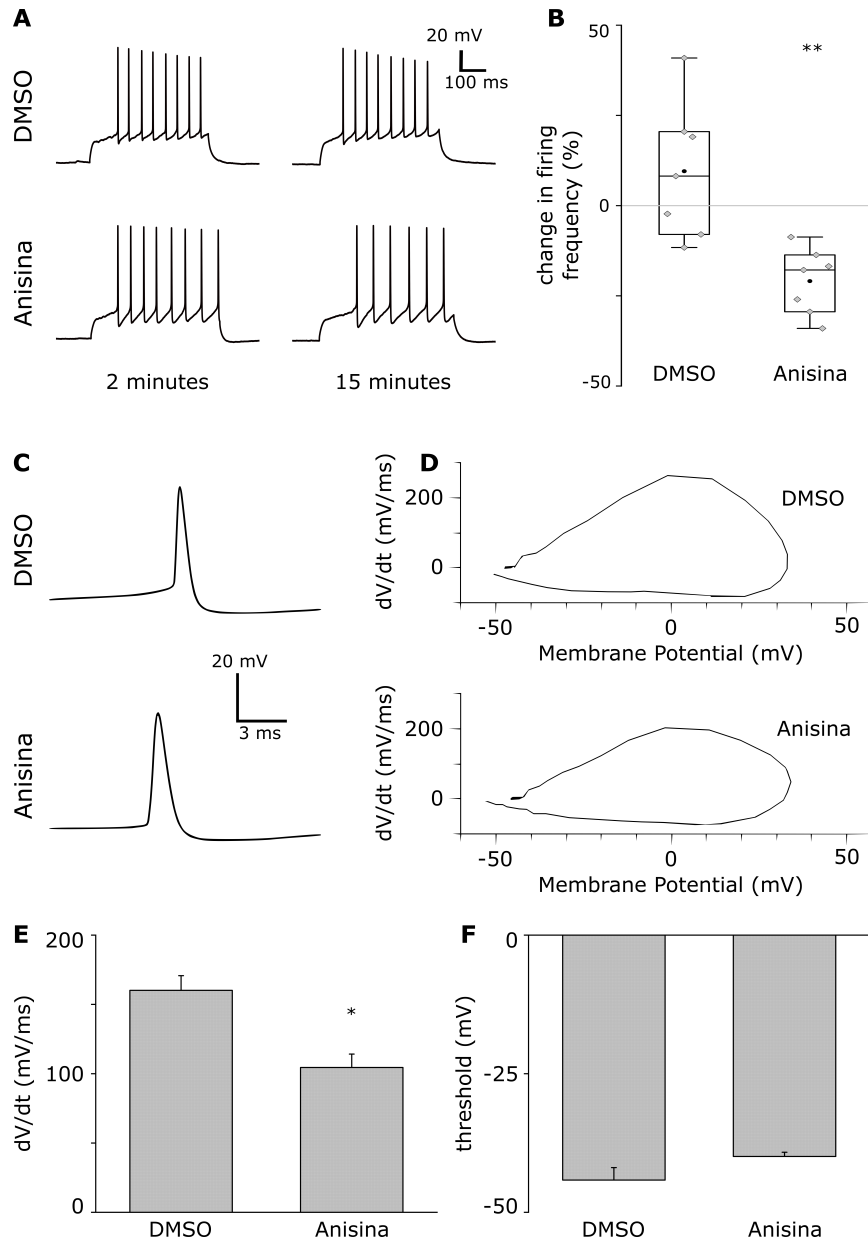 A
DMSO
20 mV
100 ms
Anisina
2 minutes
15 minutes
B
change in firing
frequency (%)
50
0
-50
**
DMSO
Anisina
C
DMSO
20 mV
3 ms
Anisina
D
dV/dt (mV/ms)
200
0
DMSO
-50
0
50
Membrane Potential (mV)
dV/dt (mV/ms)
200
0
Anisina
-50
0
50
Membrane Potential (mV)
E
dV/dt (mV/ms)
200
100
0
*
DMSO
Anisina
F
threshold (mV)
0
-25
-50
DMSO
Anisina